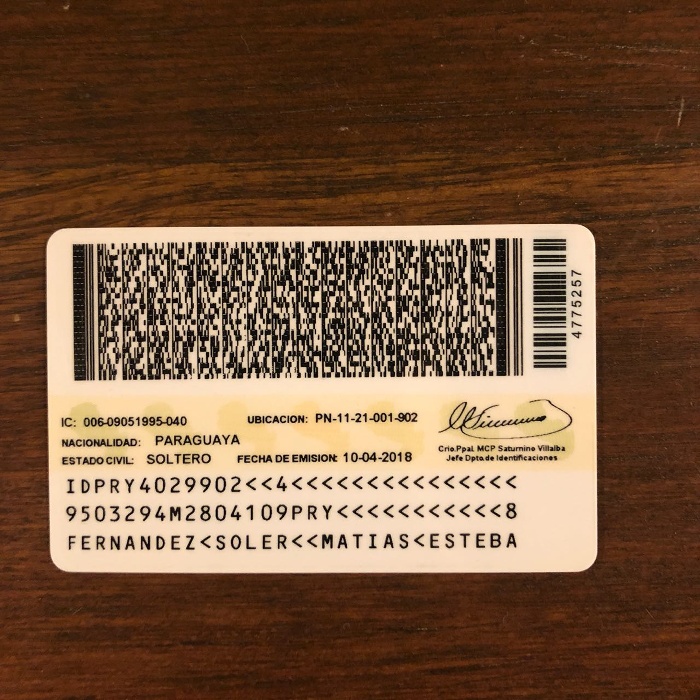 4775257
IC: 006-09051995-040 UBICACION: PN-11-21-001-902
NACIONALIDAD: PARAGUAYA
ESTADO CIVIL: SOLTERO FECHA DE EMISION: 10-04-2018
Crio.Ppal. MCP Saturnino Villalba
Jefe Dpto.de Identificaciones
IDPRY4029902<<4<<<<<<<<<<<<<<<
9503294M2804109PRY<<<<<<<<<<<8
FERNANDEZ<SOLER<<MATIAS<ESTEBA